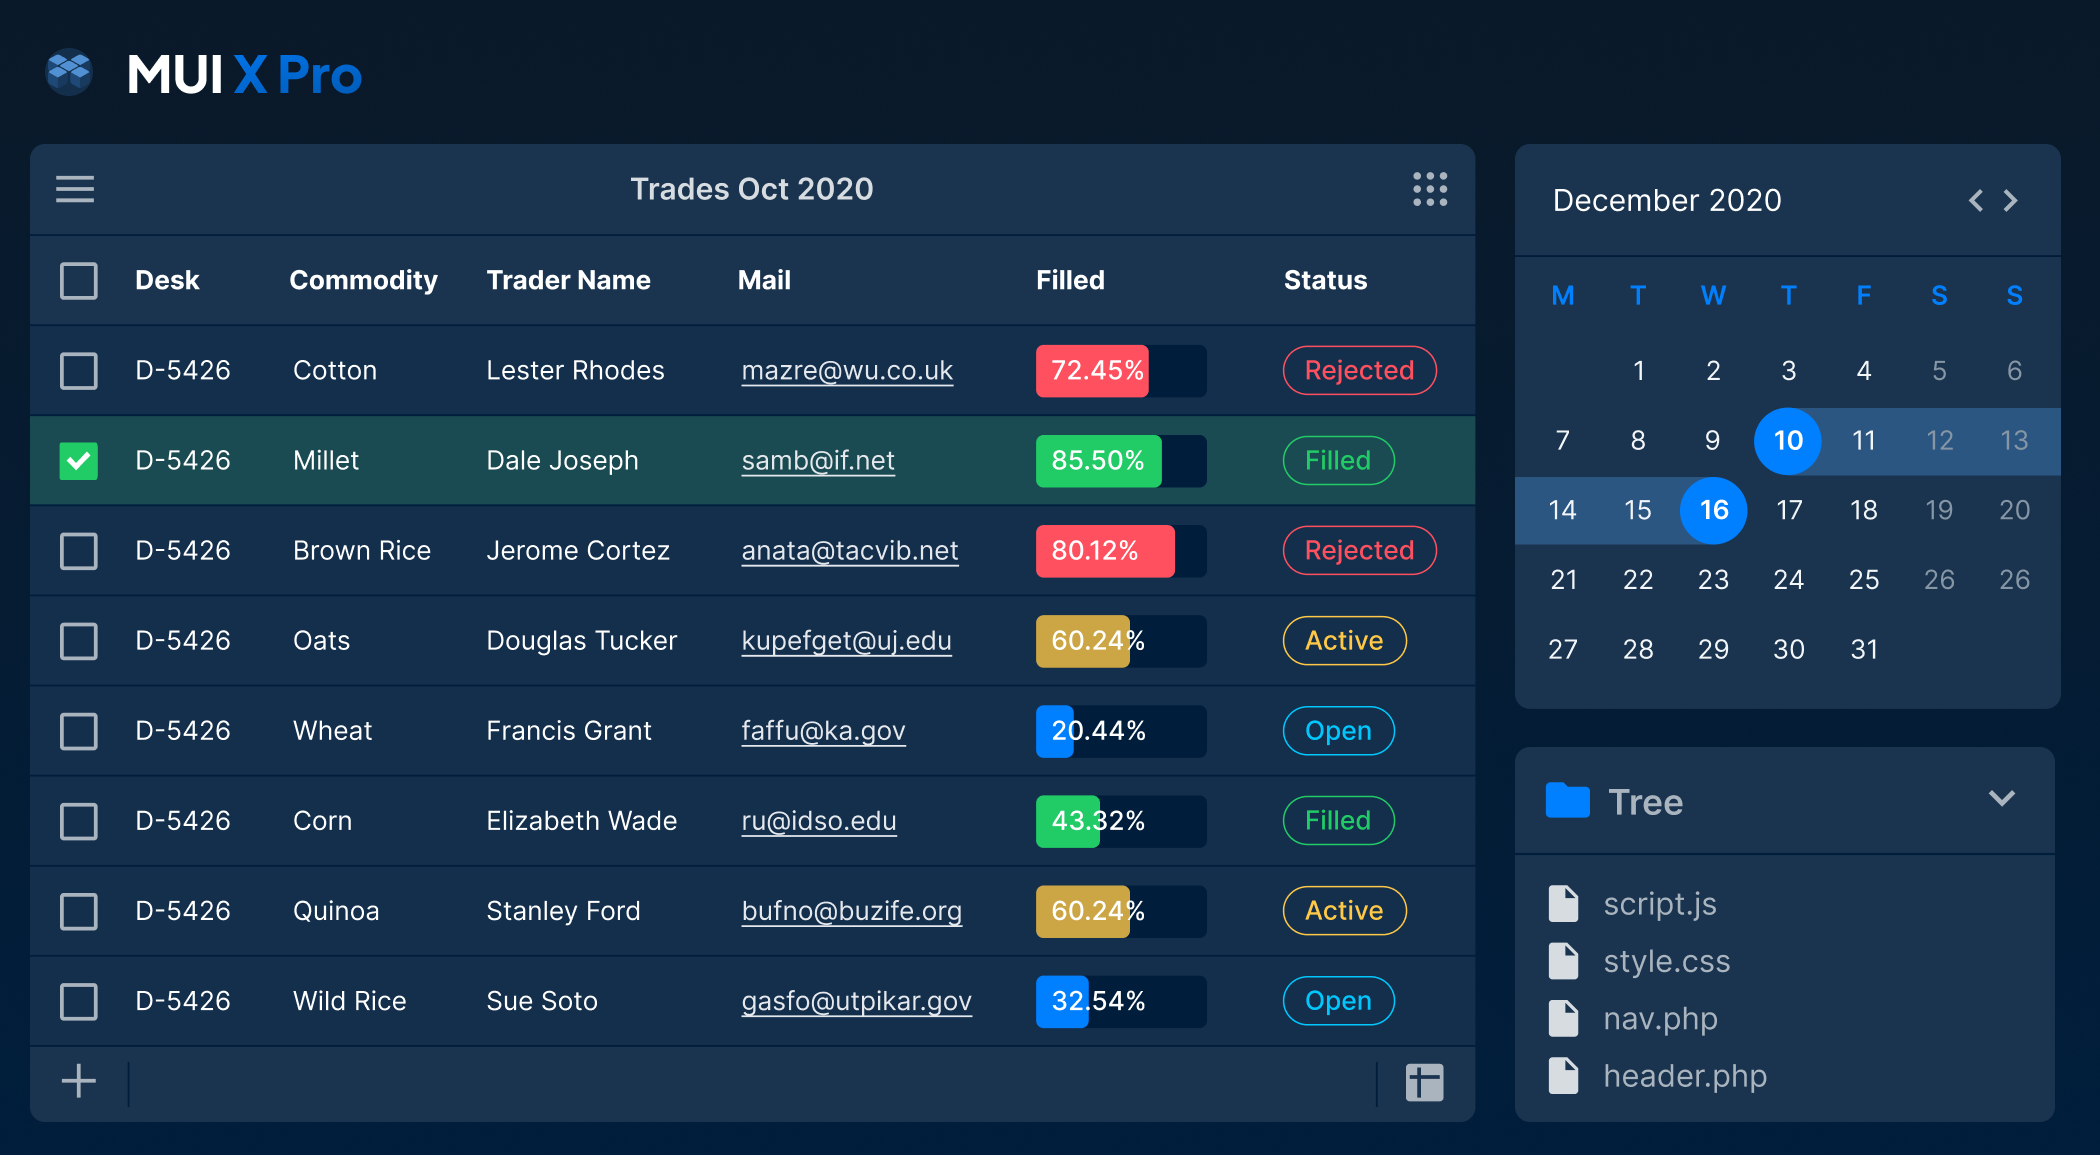 MUI X Pro
Trades Oct 2020
Desk Commodity Trader Name Mail Filled Status
D-5426 Cotton Lester Rhodes mazre@wu.co.uk 72.45% Rejected
D-5426 Millet Dale Joseph samb@if.net 85.50% Filled
D-5426 Brown Rice Jerome Cortez anata@tacvib.net 80.12% Rejected
D-5426 Oats Douglas Tucker kupefget@uj.edu 60.24% Active
D-5426 Wheat Francis Grant faffu@ka.gov 20.44% Open
D-5426 Corn Elizabeth Wade ru@idso.edu 43.32% Filled
D-5426 Quinoa Stanley Ford bufno@buzife.org 60.24% Active
D-5426 Wild Rice Sue Soto gasfo@utpikar.gov 32.54% Open
December 2020
M T W T F S S
1 2 3 4 5 6
7 8 9 10 11 12 13
14 15 16 17 18 19 20
21 22 23 24 25 26 26
27 28 29 30 31
Tree
script.js
style.css
nav.php
header.php